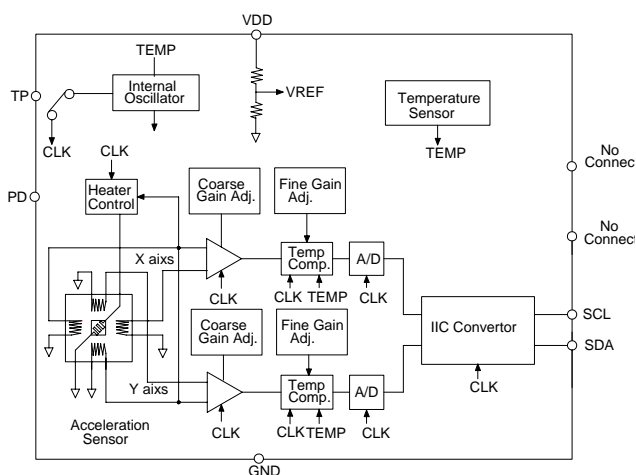 VDD
TEMP
TP
Internal
Oscillator
VREF
Temperature
Sensor
CLK
CLK
TEMP
No
Connect
PD
Heater
Control
Coarse
Gain Adj.
Fine Gain
Adj.
No
Connect
X aixs
Temp
Comp.
A/D
CLK
CLK
TEMP
CLK
IIC Convertor
SCL
SDA
Coarse
Gain Adj.
Fine Gain
Adj.
Y aixs
Temp
Comp.
A/D
CLK
CLK
CLK
TEMP
CLK
Acceleration
Sensor
GND